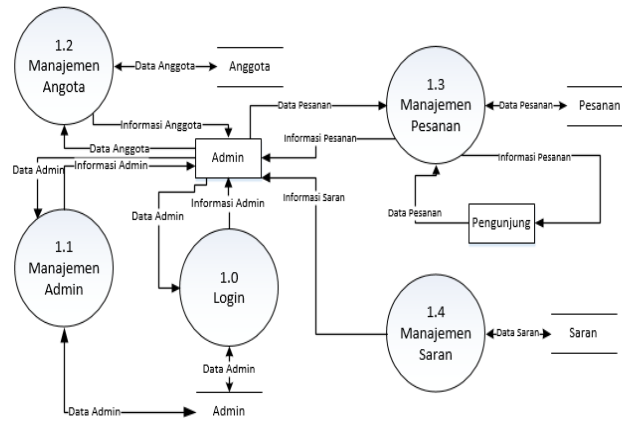 1.2
Manajemen
Angota
Data Anggota
Anggota
Informasi Anggota
Data Anggota
Informasi Admin
Data Admin
Admin
Data Pesanan
Informasi Pesanan
1.3
Manajemen
Pesanan
Data Pesanan
Pesanan
Informasi Pesanan
Data Pesanan
Pengunjung
1.1
Manajemen
Admin
Data Admin
Informasi Admin
Informasi Saran
1.0
Login
1.4
Manajemen
Saran
Data Saran
Saran
Data Admin
Data Admin
Admin